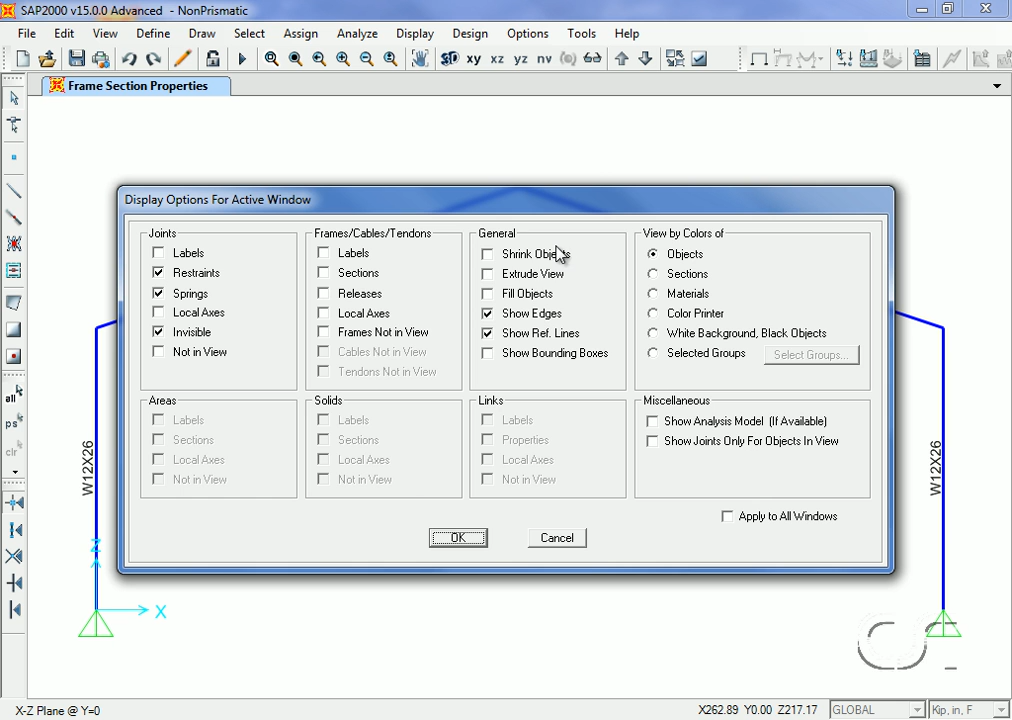 SAP2000 v15.0.0 Advanced - NonPrismatic
File Edit View Define Draw Select Assign Analyze Display Design Options Tools Help
3D xy xz yz nv
Frame Section Properties
Display Options For Active Window
Joints
Labels
Restraints
Springs
Local Axes
Invisible
Not in View
Frames/Cables/Tendons
Labels
Sections
Releases
Local Axes
Frames Not in View
Cables Not in View
Tendons Not in View
General
Shrink Objects
Extrude View
Fill Objects
Show Edges
Show Ref. Lines
Show Bounding Boxes
View by Colors of
Objects
Sections
Materials
Color Printer
White Background, Black Objects
Selected Groups
Select Groups...
Areas
Labels
Sections
Local Axes
Not in View
Solids
Labels
Sections
Local Axes
Not in View
Links
Labels
Properties
Local Axes
Not in View
Miscellaneous
Show Analysis Model (If Available)
Show Joints Only For Objects In View
Apply to All Windows
OK
Cancel
all
ps
clr
W12X26
W12X26
Z
X
X-Z Plane @ Y=0
X262.89 Y0.00 Z217.17
GLOBAL
Kip, in, F